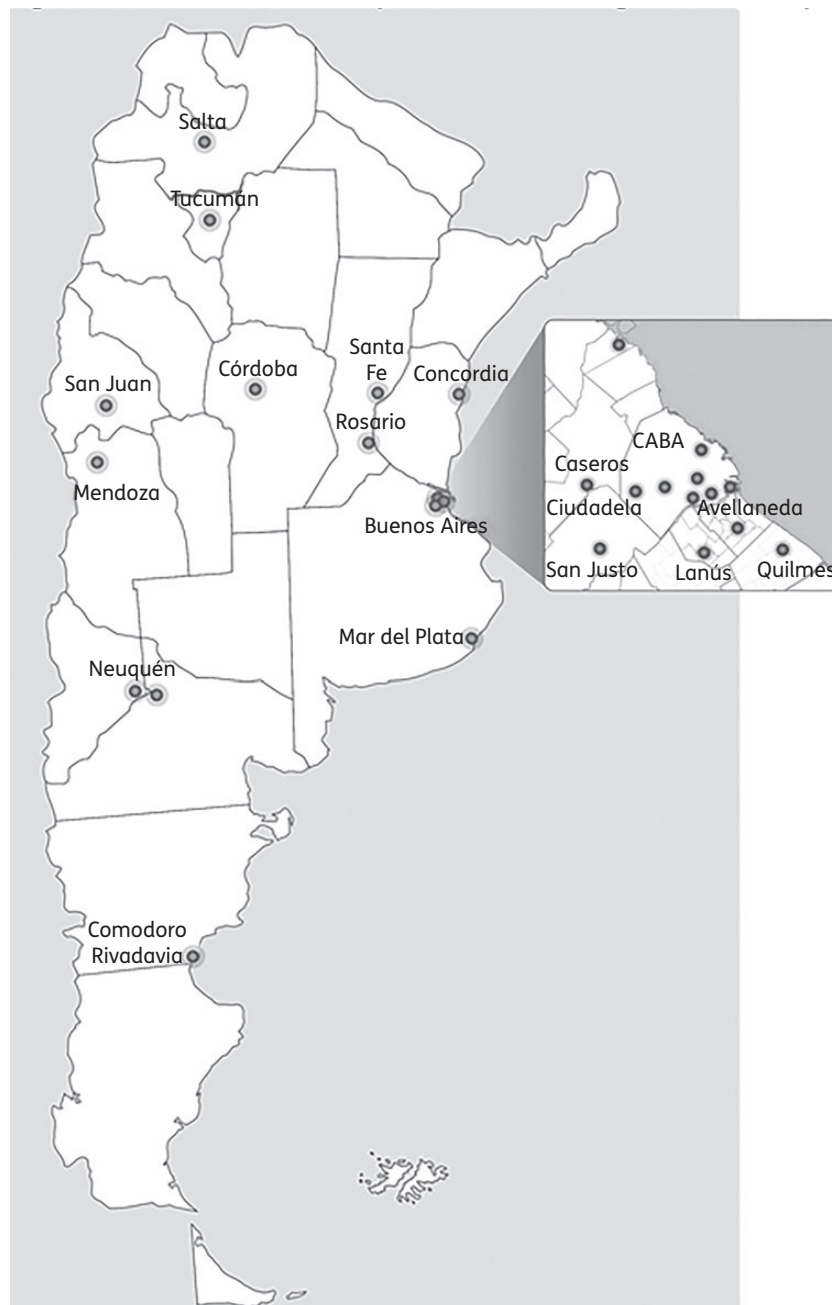 Salta
Tucumán
Santa
Fe
Córdoba
San Juan
Concordia
Rosario
Mendoza
Buenos Aires
CABA
Caseros
Ciudadela
Avellaneda
San Justo
Lanús
Quilmes
Mar del Plata
Neuquén
Comodoro
Rivadavia